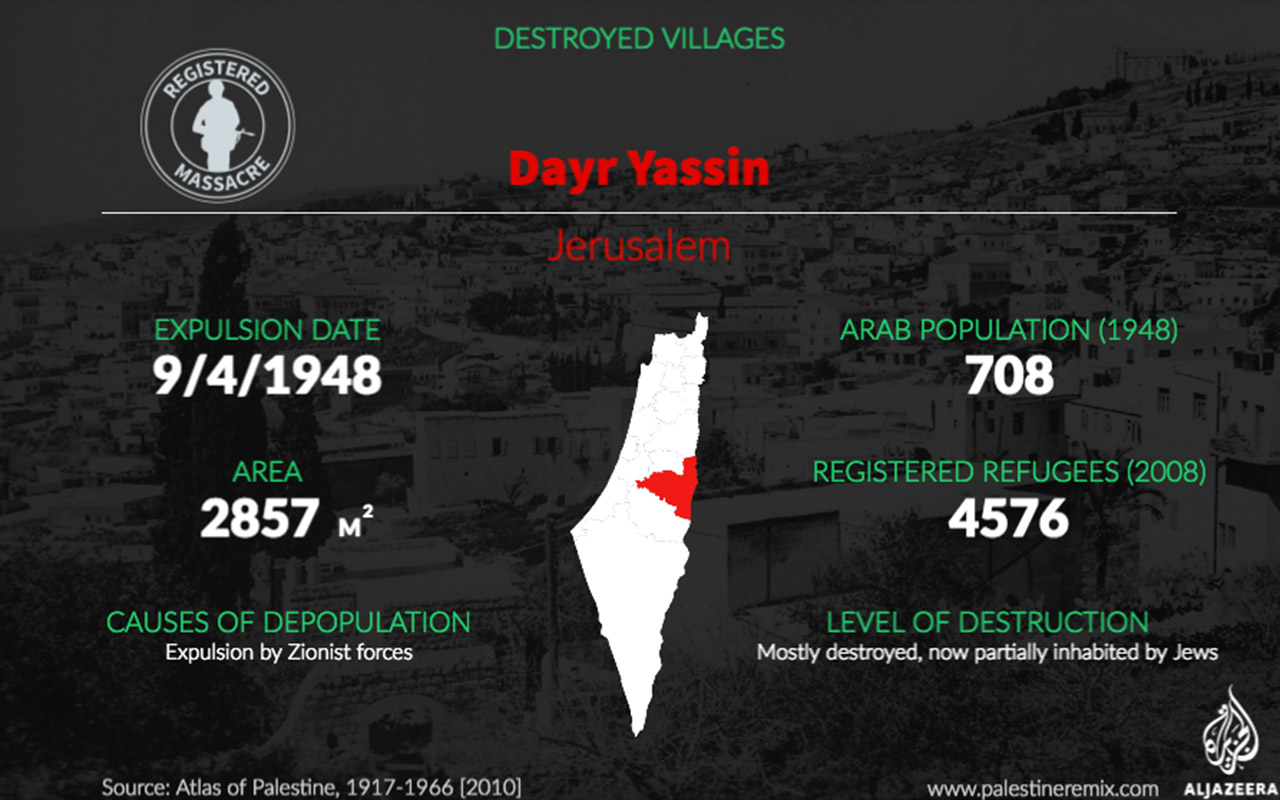 DESTROYED VILLAGES
REGISTERED
MASSACRE
Dayr Yassin
Jerusalem
EXPULSION DATE
9/4/1948
ARAB POPULATION (1948)
708
AREA
2857 M²
REGISTERED REFUGEES (2008)
4576
CAUSES OF DEPOPULATION
Expulsion by Zionist forces
LEVEL OF DESTRUCTION
Mostly destroyed, now partially inhabited by Jews
Source: Atlas of Palestine, 1917-1966 [2010]
www.palestineremix.com
الجزيرة
ALJAZEERA